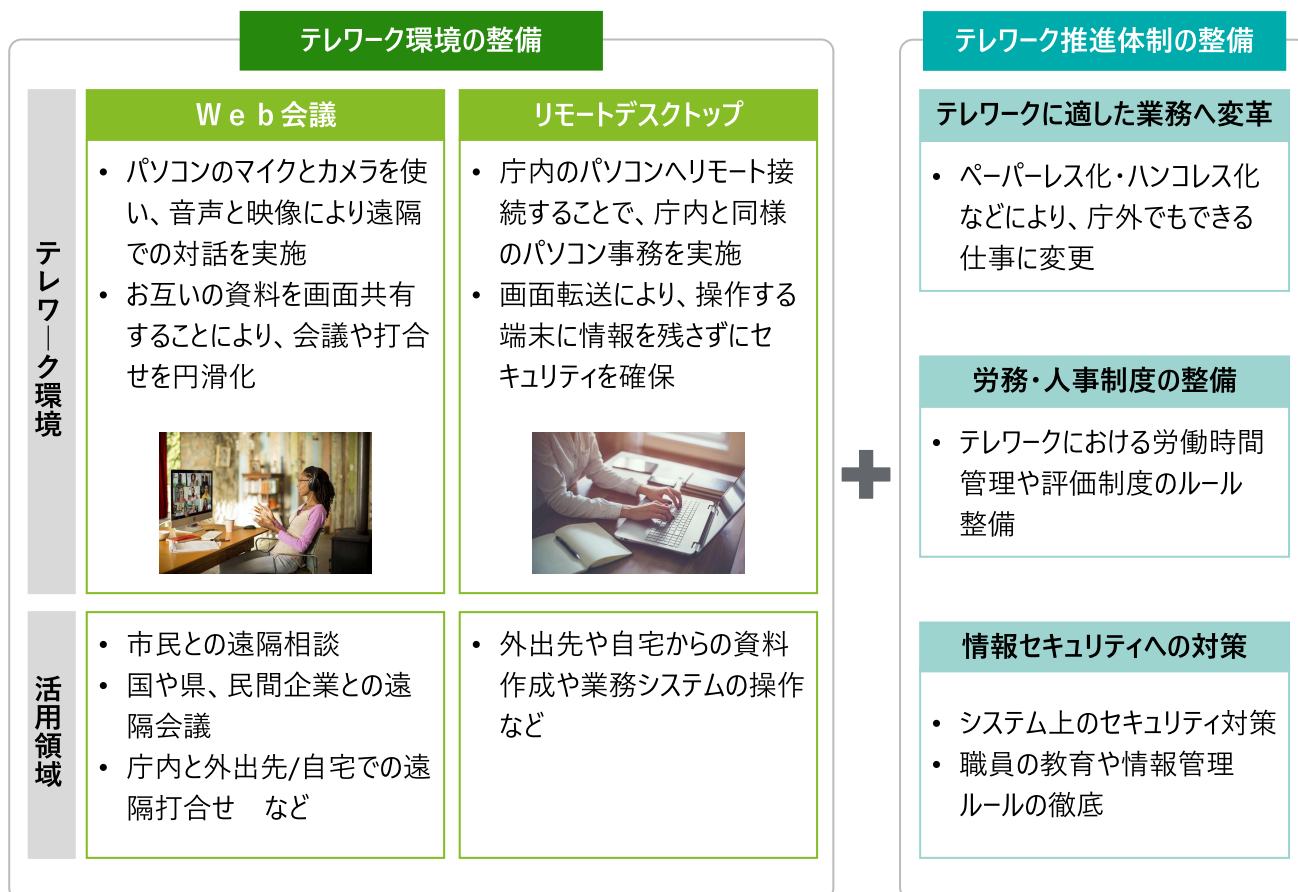 テレワーク環境の整備
テレワーク環境
Ｗｅｂ会議
• パソコンのマイクとカメラを使
い、音声と映像により遠隔
での対話を実施
• お互いの資料を画面共有
することにより、会議や打合
せを円滑化
リモートデスクトップ
• 庁内のパソコンへリモート接
続することで、庁内と同様
のパソコン事務を実施
• 画面転送により、操作する
端末に情報を残さずにセ
キュリティを確保
活用領域
• 市民との遠隔相談
• 国や県、民間企業との遠
隔会議
• 庁内と外出先/自宅での遠
隔打合せ　など
• 外出先や自宅からの資料
作成や業務システムの操作
など
テレワーク推進体制の整備
テレワークに適した業務へ変革
• ペーパーレス化・ハンコレス化
などにより、庁外でもできる
仕事に変更
労務・人事制度の整備
• テレワークにおける労働時間
管理や評価制度のルール
整備
情報セキュリティへの対策
• システム上のセキュリティ対策
• 職員の教育や情報管理
ルールの徹底